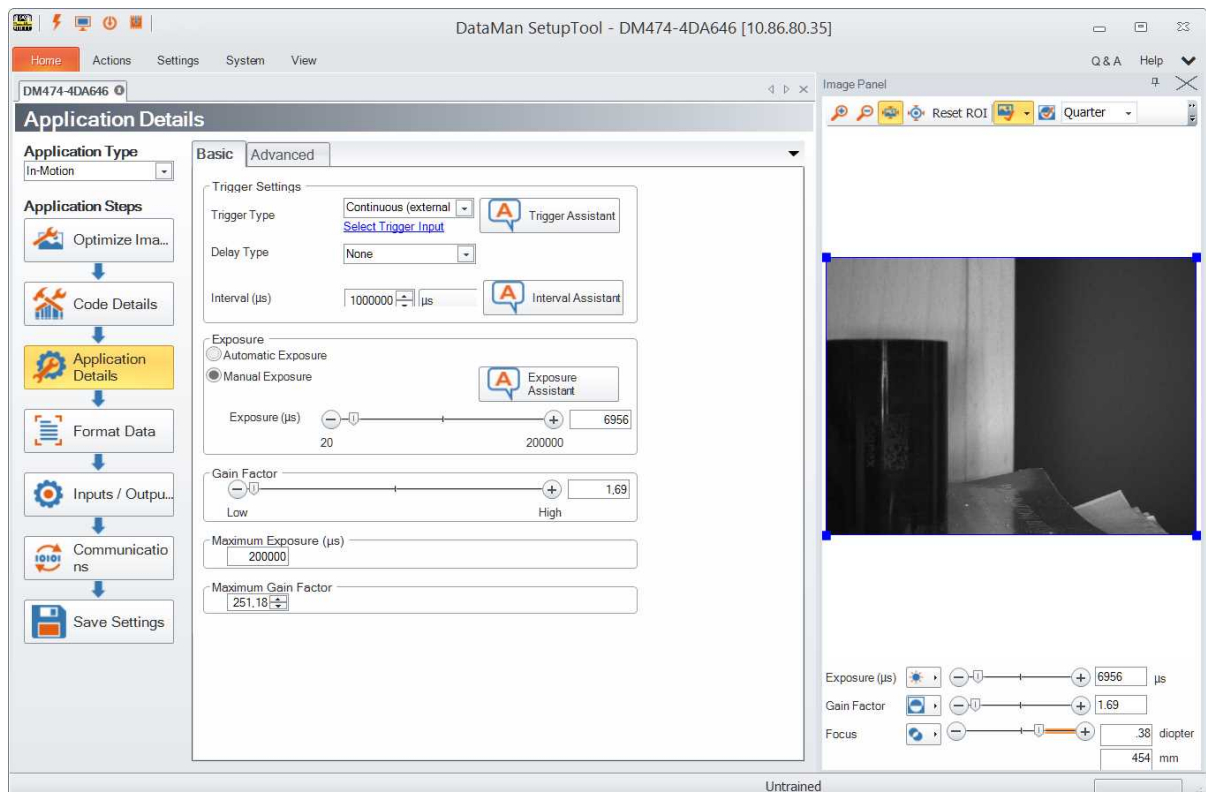 DataMan SetupTool - DM474-4DA646 [10.86.80.35]
Home Actions Settings System View Q & A Help
DM474-4DA646
Application Details
Application Type
In-Motion
Application Steps
Optimize Ima...
Code Details
Application
Details
Format Data
Inputs / Outpu...
Communicatio
ns
Save Settings
Basic Advanced
Trigger Settings
Trigger Type Continuous (external A Trigger Assistant
Select Trigger Input
Delay Type None
Interval (µs) 1000000 µs A Interval Assistant
Exposure
Automatic Exposure
Manual Exposure A Exposure
Assistant
Exposure (µs) 6956
20 200000
Gain Factor
1,69
Low High
Maximum Exposure (µs)
200000
Maximum Gain Factor
251,18
Image Panel
Reset ROI Quarter
Exposure (µs) 6956 µs
Gain Factor 1.69
Focus .38 diopter
454 mm
Untrained